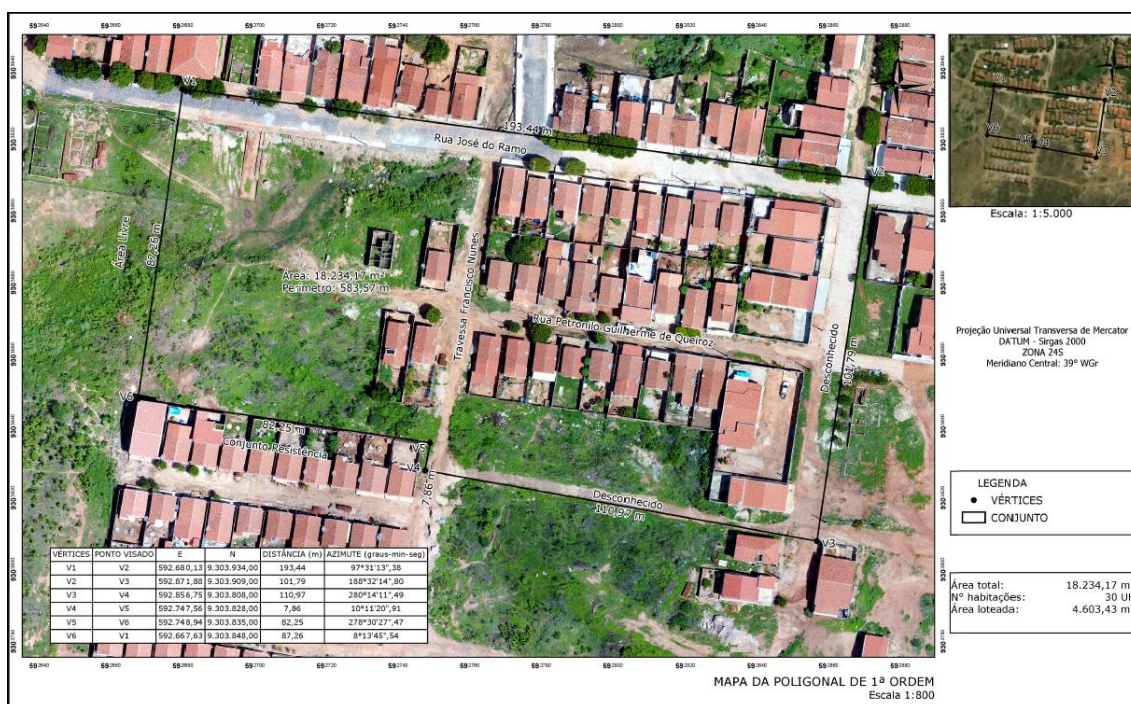 V1
193,44 m
Rua José do Ramo
V2
Área Livre
87,26 m
Área: 18.234,17 m²
Perímetro: 583,57 m
Travessa Francisco Nunes
Rua Petronilo Guilherme de Queiroz
Desconhecido
101,79 m
V6
82,25 m
Conjunto Resistência
V5
V4
7,86 m
Desconhecido
110,97 m
V3
VÉRTICES PONTO VISADO E N DISTÂNCIA (m) AZIMUTE (graus-min-seg)
V1 V2 592.680,13 9.303.934,00 193,44 97°31'13",38
V2 V3 592.871,88 9.303.909,00 101,79 188°32'14",80
V3 V4 592.856,75 9.303.808,00 110,97 280°14'11",49
V4 V5 592.747,56 9.303.828,00 7,86 10°11'20",91
V5 V6 592.748,94 9.303.835,00 82,25 278°30'27",47
V6 V1 592.667,63 9.303.848,00 87,26 8°13'45",54
V1
V2
V6
V5
V4
V3
Escala: 1:5.000
Projeção Universal Transversa de Mercator
DATUM - Sirgas 2000
ZONA 24S
Meridiano Central: 39° WGr
LEGENDA
VÉRTICES
CONJUNTO
Área total: 18.234,17 m
N° habitações: 30 UH
Área loteada: 4.603,43 m
MAPA DA POLIGONAL DE 1ª ORDEM
Escala 1:800